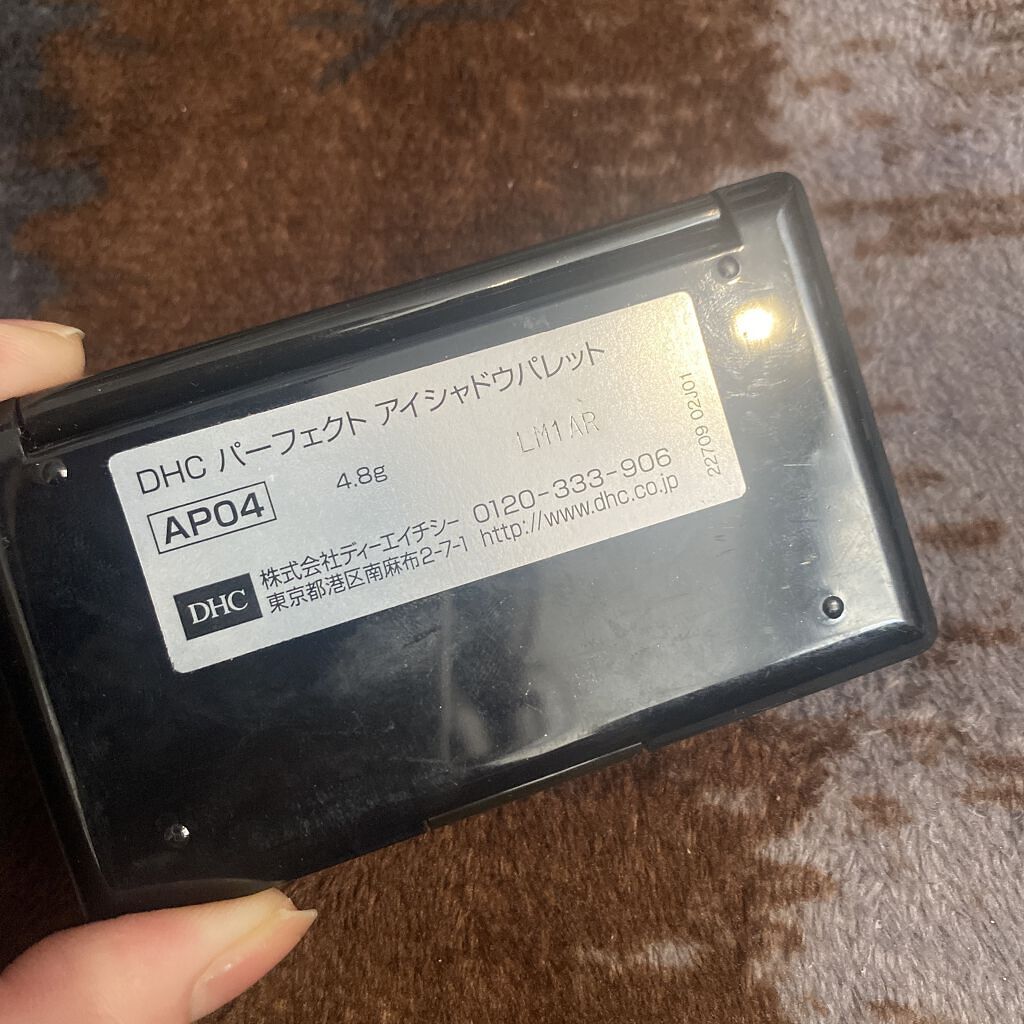 DHC パーフェクト アイシャドウパレット
AP04
4.8g
LM1AR
株式会社ディーエイチシー 0120-333-906
東京都港区南麻布2-7-1 http://www.dhc.co.jp
DHC
22709 02J01